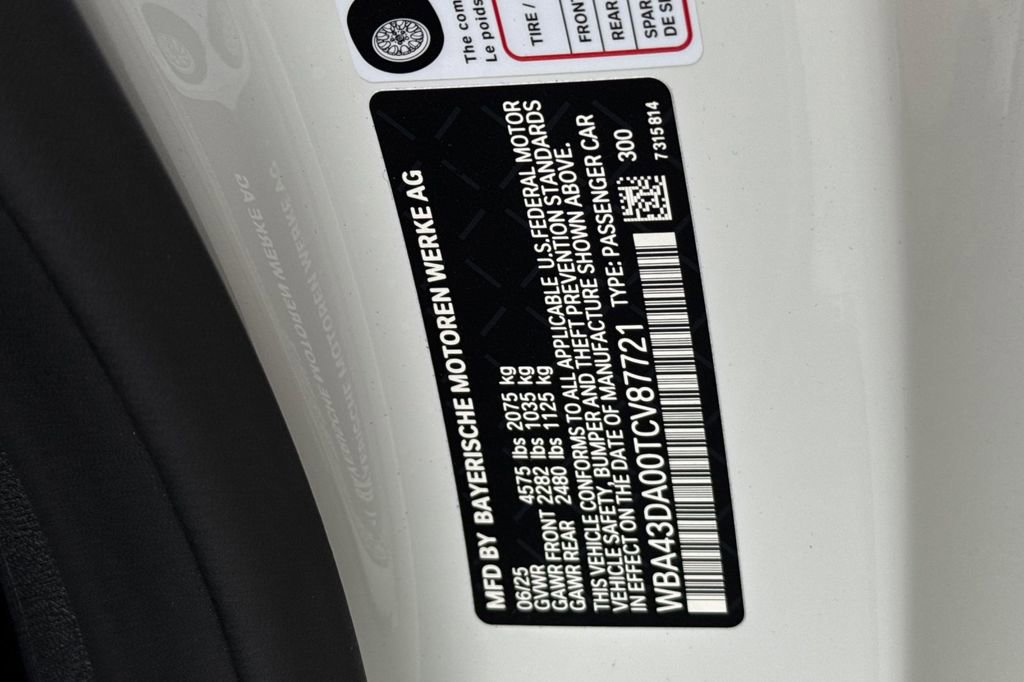 The com
Le poids
TIRE /
FRON
REAR
SPAR
DE S
MFD BY BAYERISCHE MOTOREN WERKE AG
06/25
GVWR 4575 lbs 2075 kg
GAWR FRONT 2282 lbs 1035 kg
GAWR REAR 2480 lbs 1125 kg
THIS VEHICLE CONFORMS TO ALL APPLICABLE U.S.FEDERAL MOTOR
VEHICLE SAFETY, BUMPER AND THEFT PREVENTION STANDARDS
IN EFFECT ON THE DATE OF MANUFACTURE SHOWN ABOVE.
WBA43DA00TCV87721 TYPE: PASSENGER CAR
300
7315814